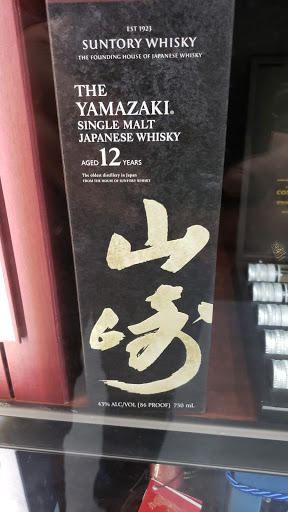 EST 1923
SUNTORY WHISKY
THE FOUNDING HOUSE OF JAPANESE WHISKY
THE
YAMAZAKI®
SINGLE MALT
JAPANESE WHISKY
AGED 12 YEARS
The oldest distillery in Japan
FROM THE HOUSE OF SUNTORY WHISKY
山崎
43% ALC/VOL (86 PROOF) 750 mL